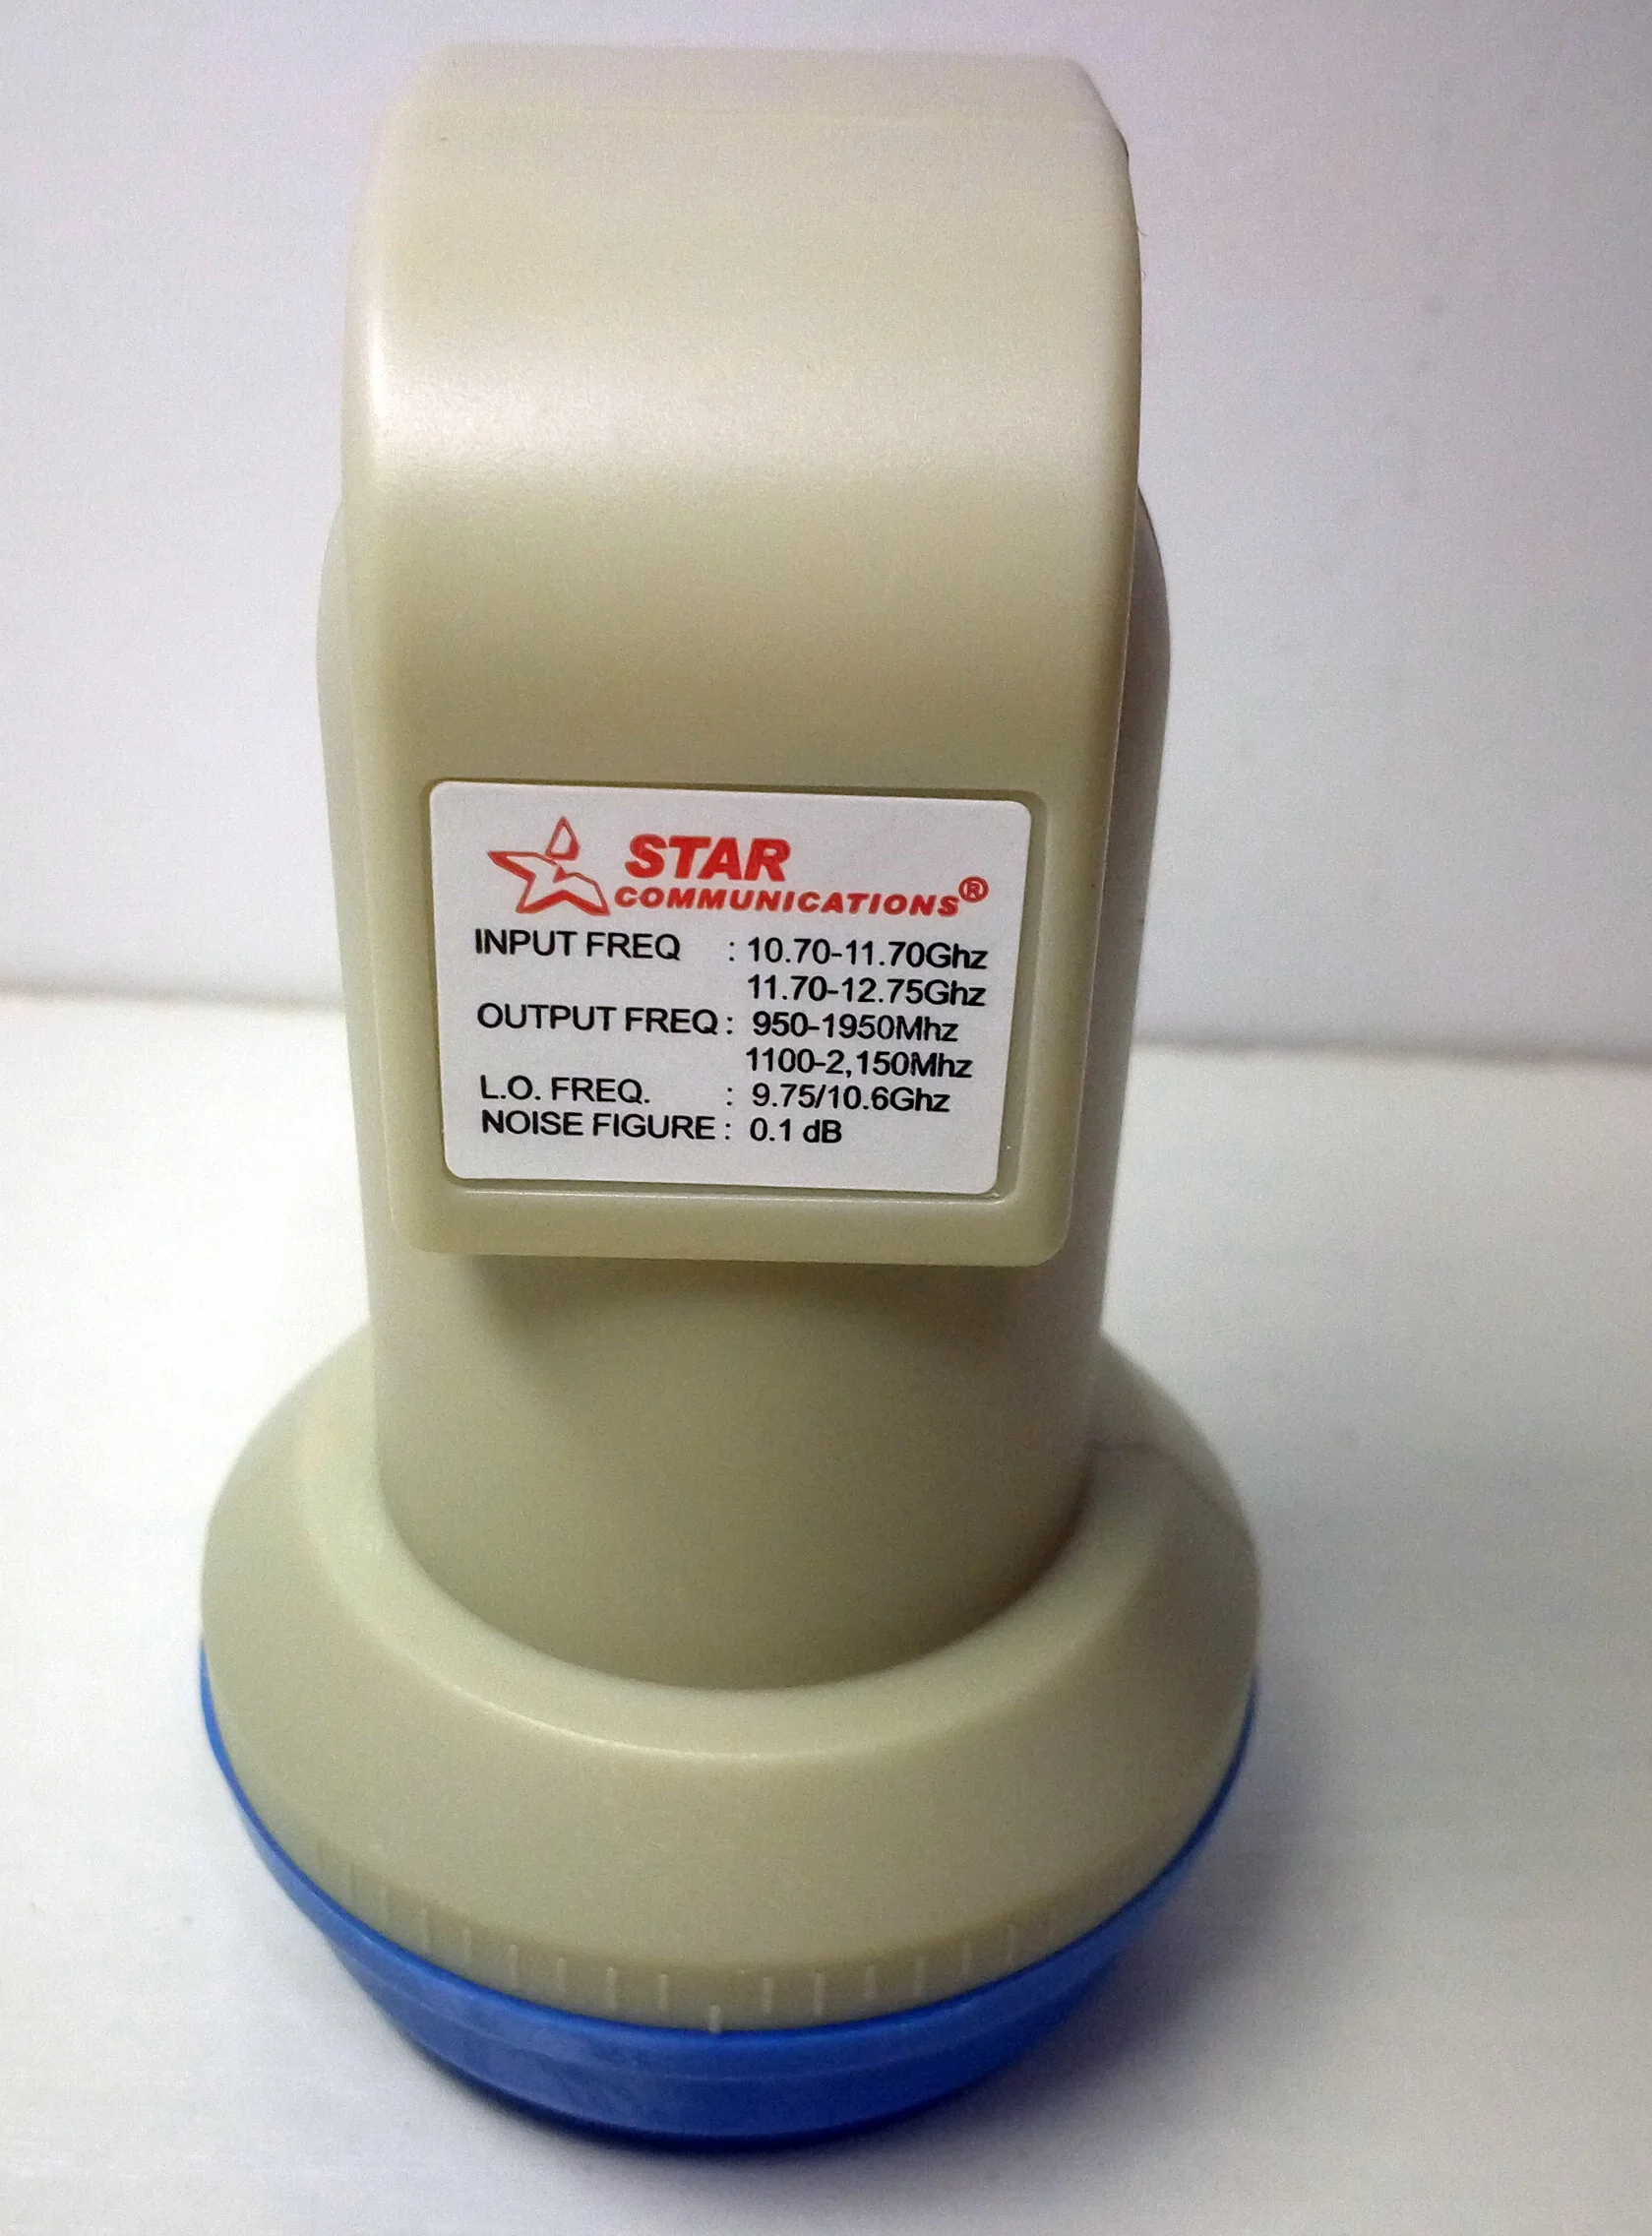 STAR
COMMUNICATIONS®
INPUT FREQ : 10.70-11.70Ghz
11.70-12.75Ghz
OUTPUT FREQ : 950-1950Mhz
1100-2,150Mhz
L.O. FREQ. : 9.75/10.6Ghz
NOISE FIGURE : 0.1 dB